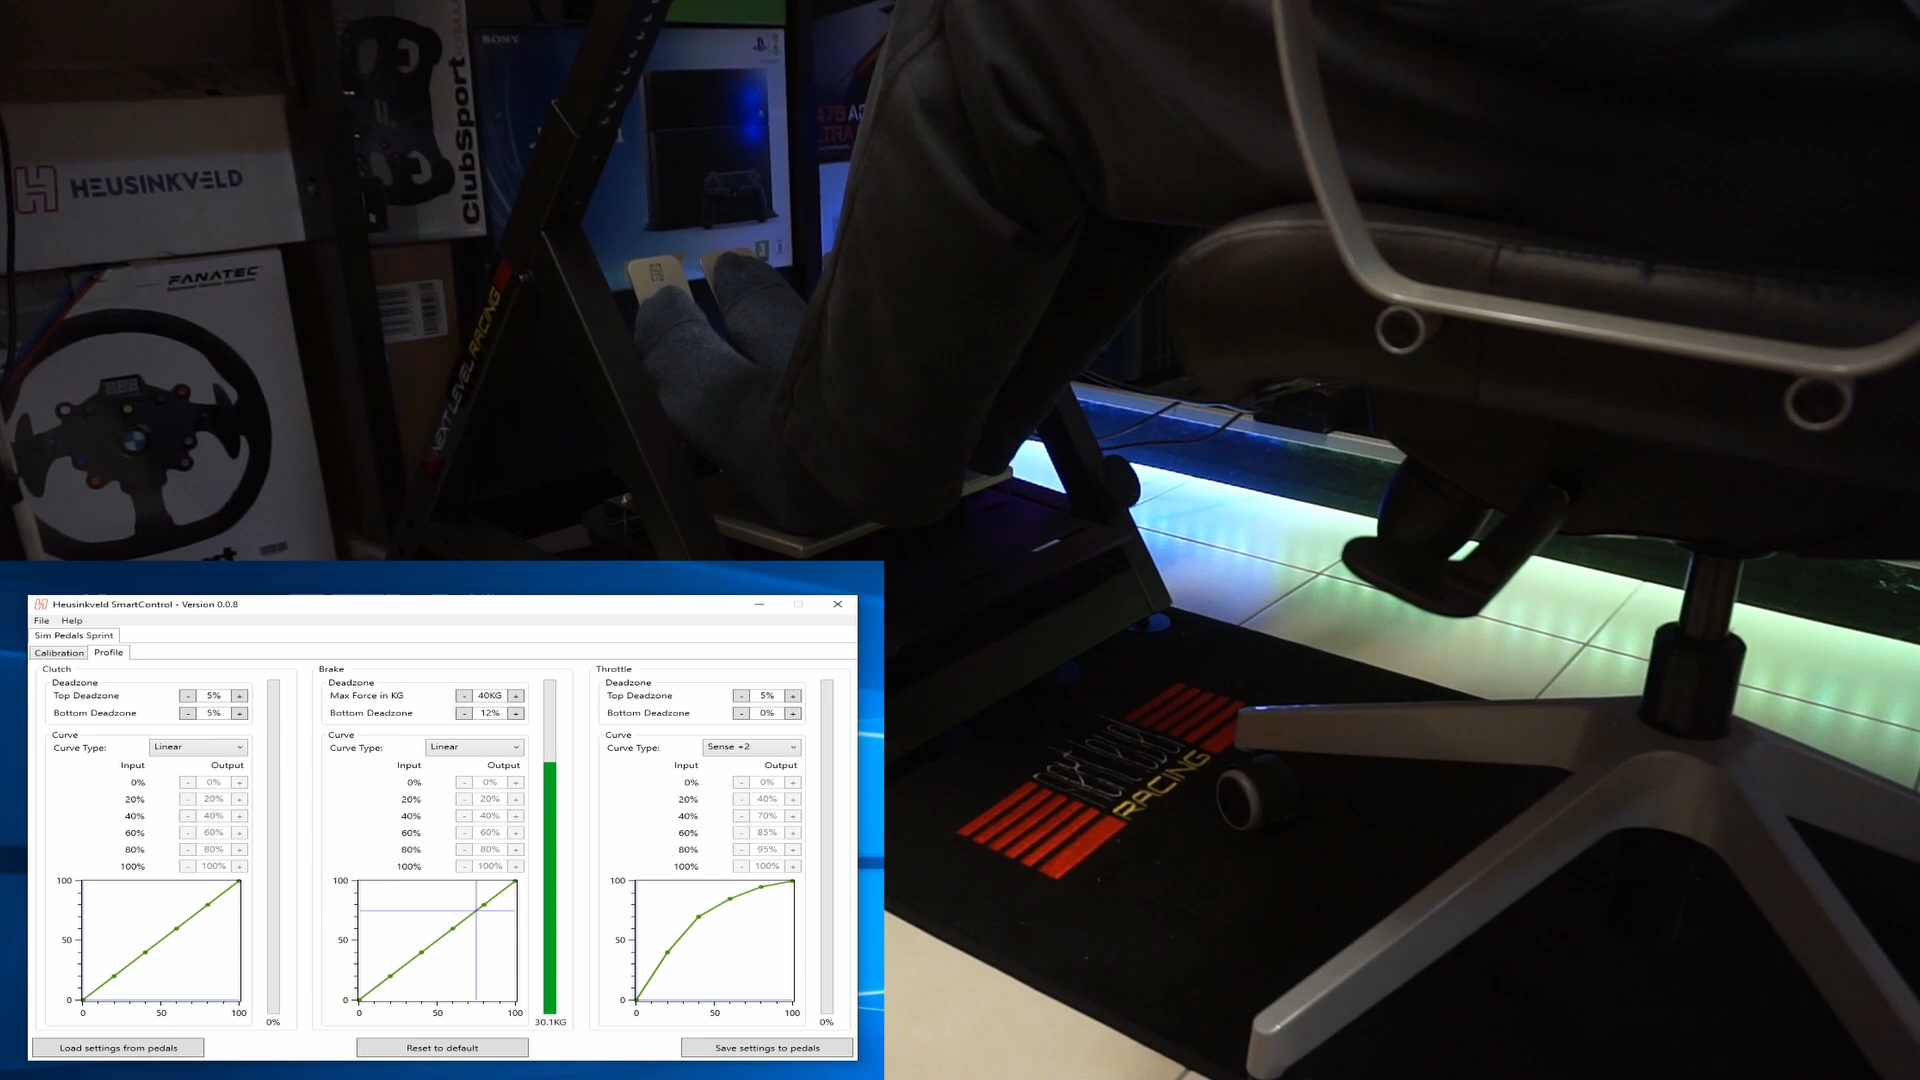 SONY
HEUSINKVELD
ClubSport
FORMULA
FANATEC
NEXT LEVEL RACING
RACING
Heusinkveld SmartControl - Version 0.0.8
File Help
Sim Pedals Sprint
Calibration Profile
Clutch
Deadzone
Top Deadzone - 5% +
Bottom Deadzone - 5% +
Curve
Curve Type: Linear
Input Output
0% - 0% +
20% - 20% +
40% - 40% +
60% - 60% +
80% - 80% +
100% - 100% +
100
50
0
0 50 100
0%
Brake
Deadzone
Max Force in KG - 40KG +
Bottom Deadzone - 12% +
Curve
Curve Type: Linear
Input Output
0% - 0% +
20% - 20% +
40% - 40% +
60% - 60% +
80% - 80% +
100% - 100% +
100
50
0
0 50 100
30.1KG
Throttle
Top Deadzone - 5% +
Bottom Deadzone - 0% +
Deadzone
Curve
Curve Type: Sense +2
Input Output
0% - 0% +
20% - 40% +
40% - 70% +
60% - 85% +
80% - 95% +
100% - 100% +
100
50
0
0 50 100
0%
Load settings from pedals
Reset to default
Save settings to pedals